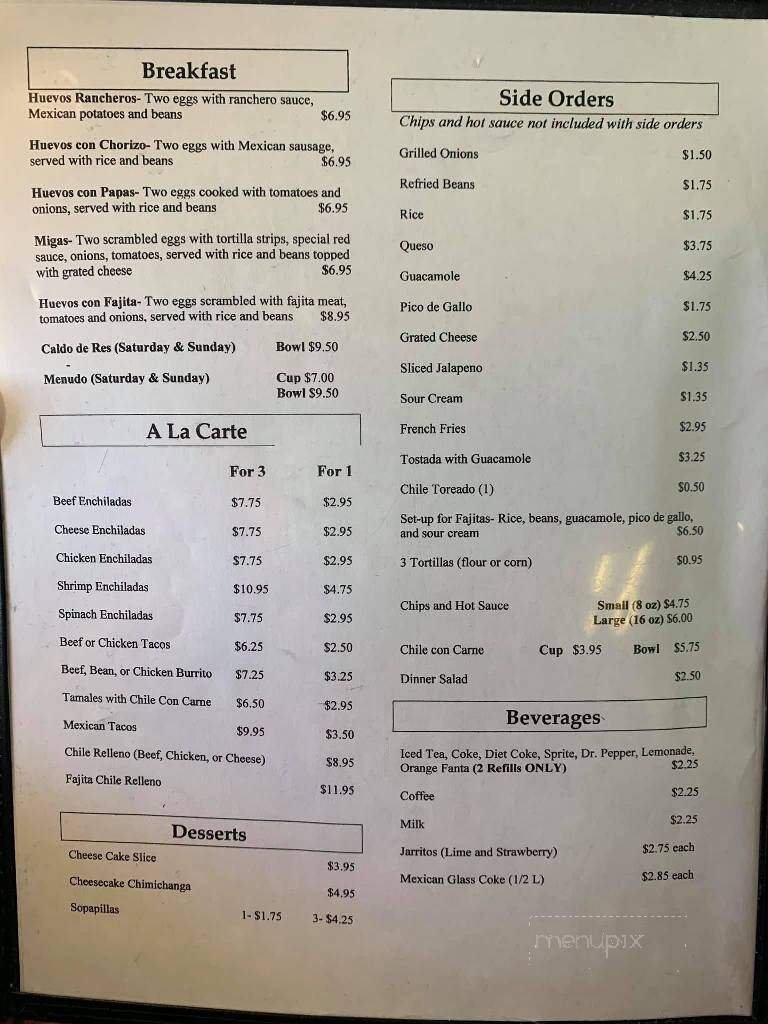 Breakfast
Huevos Rancheros- Two eggs with ranchero sauce,
Mexican potatoes and beans $6.95
Huevos con Chorizo- Two eggs with Mexican sausage,
served with rice and beans $6.95
Huevos con Papas- Two eggs cooked with tomatoes and
onions, served with rice and beans $6.95
Migas- Two scrambled eggs with tortilla strips, special red
sauce, onions, tomatoes, served with rice and beans topped
with grated cheese $6.95
Huevos con Fajita- Two eggs scrambled with fajita meat,
tomatoes and onions, served with rice and beans $8.95
Caldo de Res (Saturday & Sunday) Bowl $9.50
Menudo (Saturday & Sunday) Cup $7.00
Bowl $9.50
A La Carte
For 3 For 1
Beef Enchiladas $7.75 $2.95
Cheese Enchiladas $7.75 $2.95
Chicken Enchiladas $7.75 $2.95
Shrimp Enchiladas $10.95 $4.75
Spinach Enchiladas $7.75 $2.95
Beef or Chicken Tacos $6.25 $2.50
Beef, Bean, or Chicken Burrito $7.25 $3.25
Tamales with Chile Con Carne $6.50 $2.95
Mexican Tacos $9.95 $3.50
Chile Relleno (Beef, Chicken, or Cheese) $8.95
Fajita Chile Relleno $11.95
Desserts
Cheese Cake Slice $3.95
Cheesecake Chimichanga $4.95
Sopapillas 1- $1.75 3- $4.25
Side Orders
Chips and hot sauce not included with side orders
Grilled Onions $1.50
Refried Beans $1.75
Rice $1.75
Queso $3.75
Guacamole $4.25
Pico de Gallo $1.75
Grated Cheese $2.50
Sliced Jalapeno $1.35
Sour Cream $1.35
French Fries $2.95
Tostada with Guacamole $3.25
Chile Toreado (1) $0.50
Set-up for Fajitas- Rice, beans, guacamole, pico de gallo,
and sour cream $6.50
3 Tortillas (flour or corn) $0.95
Chips and Hot Sauce Small (8 oz) $4.75
Large (16 oz) $6.00
Chile con Carne Cup $3.95 Bowl $5.75
Dinner Salad $2.50
Beverages
Iced Tea, Coke, Diet Coke, Sprite, Dr. Pepper, Lemonade,
Orange Fanta (2 Refills ONLY) $2.25
Coffee $2.25
Milk $2.25
Jarritos (Lime and Strawberry) $2.75 each
Mexican Glass Coke (1/2 L) $2.85 each
menupix